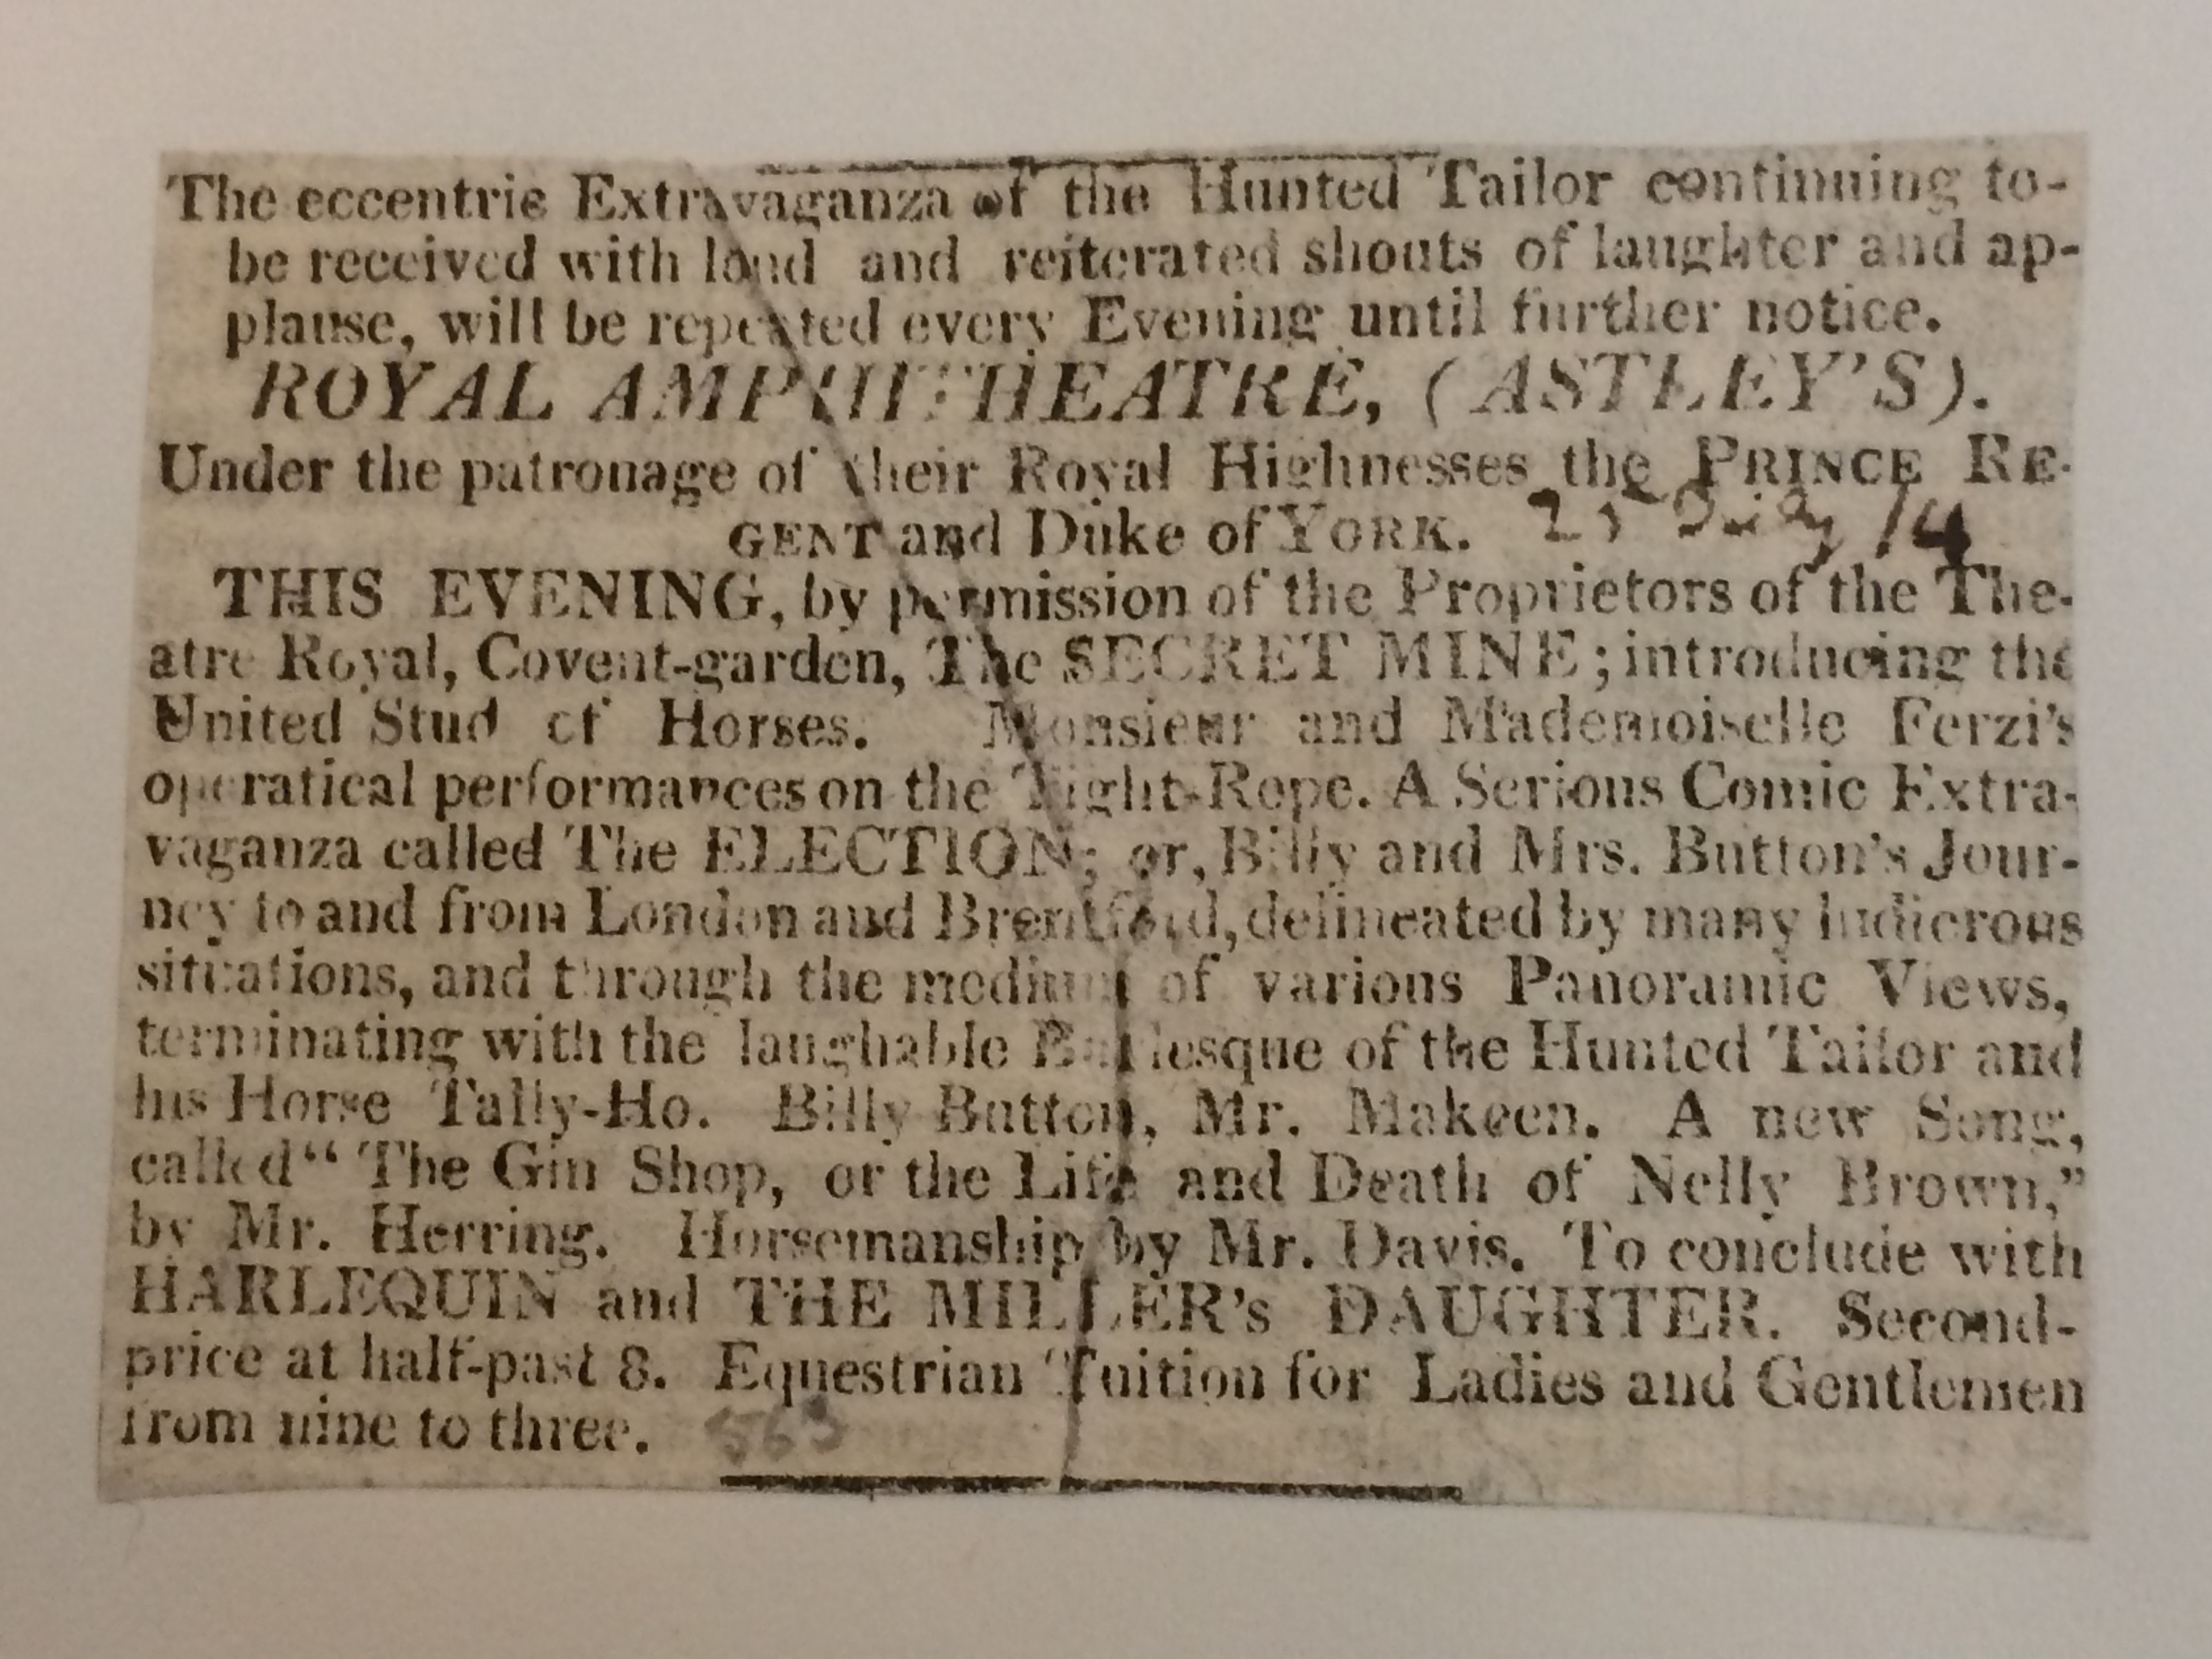 The eccentric Extravaganza of the Hunted Tailor continuing to-
be received with loud and reiterated shouts of laughter and ap-
plause, will be repeated every Evening until further notice.
ROYAL AMPHITHEATRE, (ASTLEY'S).
Under the patronage of their Royal Highnesses the PRINCE RE-
GENT and Duke of YORK. 14
THIS EVENING, by permission of the Proprietors of the The-
atre Royal, Covent-garden, The SECRET MINE; introducing the
United Stud of Horses. Monsieur and Mademoiselle Ferzi's
operatical performances on the Tight-Rope. A Serious Comic Extra-
vaganza called The ELECTION; or, Billy and Mrs. Button's Jour-
ney to and from London and Brentford, delineated by many ludicrous
situations, and through the medium of various Panoramic Views,
terminating with the laughable Burlesque of the Hunted Tailor and
his Horse Tally-Ho. Billy Button, Mr. Makeen. A new Song,
called “ The Gin Shop, or the Life and Death of Nelly Brown,”
by Mr. Herring. Horsemanship by Mr. Davis. To conclude with
HARLEQUIN and THE MILLER's DAUGHTER. Second-
price at half-past 8. Equestrian Tuition for Ladies and Gentlemen
from nine to three. 563